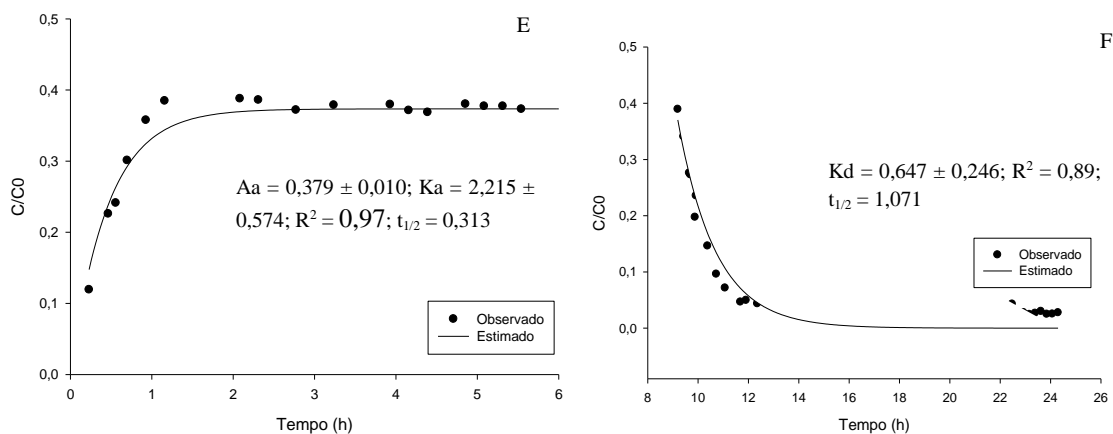 E
0,5
0,4
0,3
0,2
0,1
0,0
C/C0
Aa = 0,379 ± 0,010; Ka = 2,215 ±
0,574; R² = 0,97; t1/2 = 0,313
Observado
Estimado
0 1 2 3 4 5 6
Tempo (h)
F
0,5
0,4
0,3
0,2
0,1
0,0
C/C0
Kd = 0,647 ± 0,246; R² = 0,89;
t1/2 = 1,071
Observado
Estimado
8 10 12 14 16 18 20 22 24 26
Tempo (h)